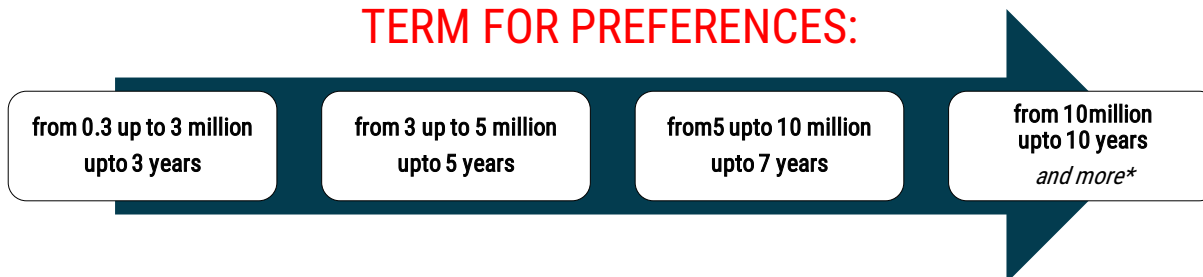 TERM FOR PREFERENCES:
from 0.3 up to 3 million
upto 3 years
from 3 up to 5 million
upto 5 years
from5 upto 10 million
upto 7 years
from 10million
upto 10 years
and more*